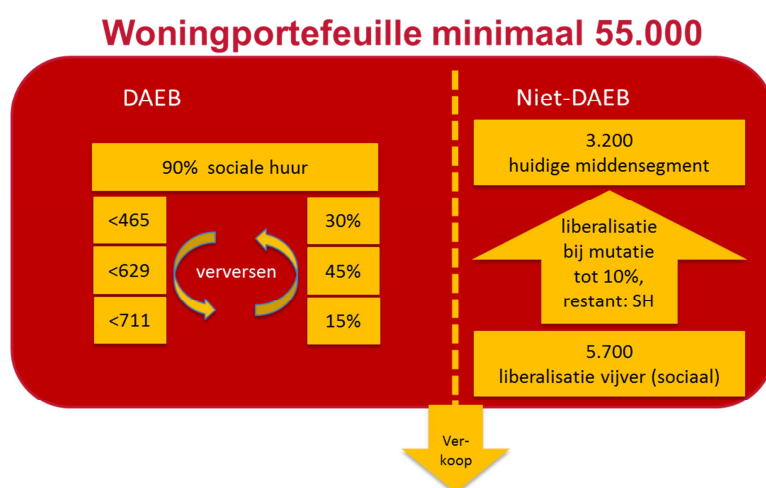 Woningportefeuille minimaal 55.000
DAEB
90% sociale huur
<465
30%
<629
verversen
45%
<711
15%
Niet-DAEB
3.200
huidige middensegment
liberalisatie
bij mutatie
tot 10%,
restant: SH
5.700
liberalisatie vijver (sociaal)
Ver-
koop